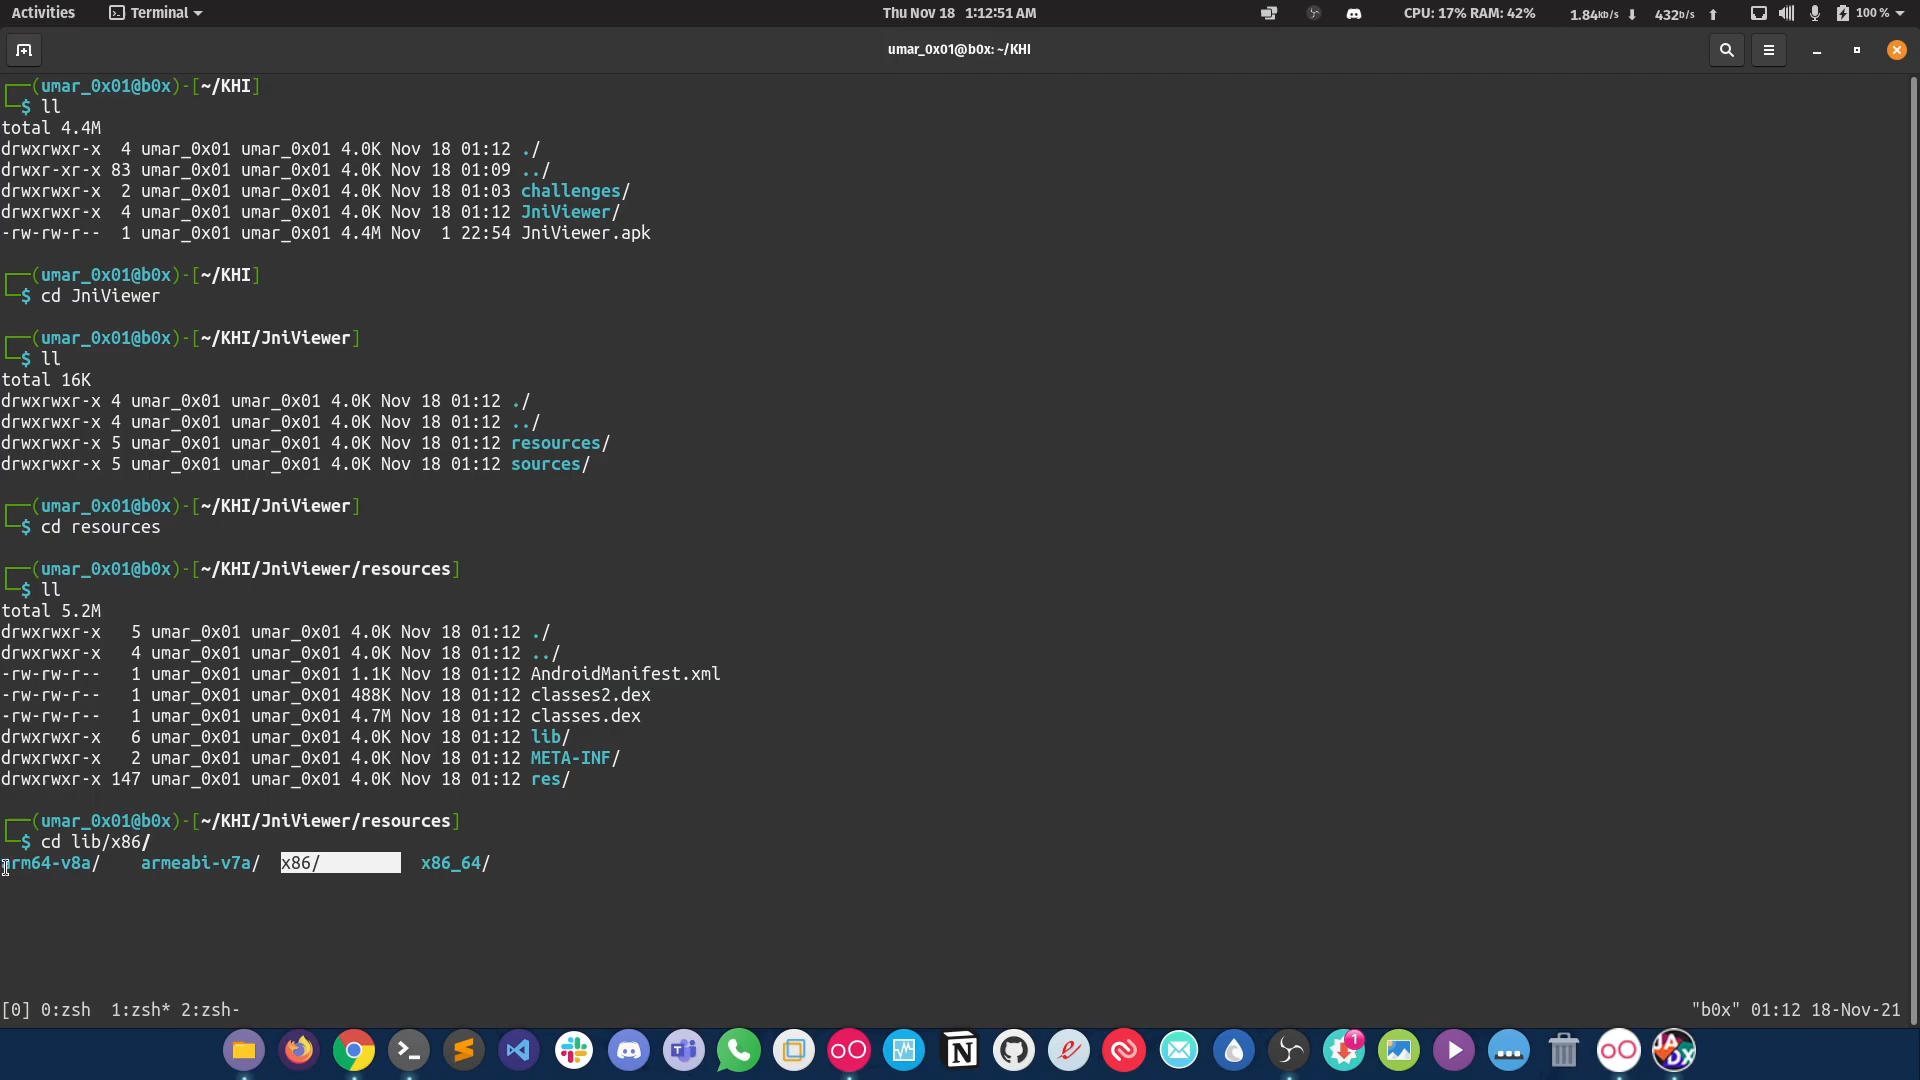 Activities Terminal Thu Nov 18 1:12:51 AM CPU: 17% RAM: 42% 1.84kb/s 432b/s 100 %
umar_0x01@b0x: ~/KHI
┌──(umar_0x01@b0x)-[~/KHI]
└─$ ll
total 4.4M
drwxrwxr-x  4 umar_0x01 umar_0x01 4.0K Nov 18 01:12 ./
drwxr-xr-x 83 umar_0x01 umar_0x01 4.0K Nov 18 01:09 ../
drwxrwxr-x  2 umar_0x01 umar_0x01 4.0K Nov 18 01:03 challenges/
drwxrwxr-x  4 umar_0x01 umar_0x01 4.0K Nov 18 01:12 JniViewer/
-rw-rw-r--  1 umar_0x01 umar_0x01 4.4M Nov  1 22:54 JniViewer.apk
┌──(umar_0x01@b0x)-[~/KHI]
└─$ cd JniViewer
┌──(umar_0x01@b0x)-[~/KHI/JniViewer]
└─$ ll
total 16K
drwxrwxr-x 4 umar_0x01 umar_0x01 4.0K Nov 18 01:12 ./
drwxrwxr-x 4 umar_0x01 umar_0x01 4.0K Nov 18 01:12 ../
drwxrwxr-x 5 umar_0x01 umar_0x01 4.0K Nov 18 01:12 resources/
drwxrwxr-x 5 umar_0x01 umar_0x01 4.0K Nov 18 01:12 sources/
┌──(umar_0x01@b0x)-[~/KHI/JniViewer]
└─$ cd resources
┌──(umar_0x01@b0x)-[~/KHI/JniViewer/resources]
└─$ ll
total 5.2M
drwxrwxr-x   5 umar_0x01 umar_0x01 4.0K Nov 18 01:12 ./
drwxrwxr-x   4 umar_0x01 umar_0x01 4.0K Nov 18 01:12 ../
-rw-rw-r--   1 umar_0x01 umar_0x01 1.1K Nov 18 01:12 AndroidManifest.xml
-rw-rw-r--   1 umar_0x01 umar_0x01 488K Nov 18 01:12 classes2.dex
-rw-rw-r--   1 umar_0x01 umar_0x01 4.7M Nov 18 01:12 classes.dex
drwxrwxr-x   6 umar_0x01 umar_0x01 4.0K Nov 18 01:12 lib/
drwxrwxr-x   2 umar_0x01 umar_0x01 4.0K Nov 18 01:12 META-INF/
drwxrwxr-x 147 umar_0x01 umar_0x01 4.0K Nov 18 01:12 res/
┌──(umar_0x01@b0x)-[~/KHI/JniViewer/resources]
└─$ cd lib/x86/
arm64-v8a/    armeabi-v7a/  x86/          x86_64/
[0] 0:zsh  1:zsh* 2:zsh- "b0x" 01:12 18-Nov-21
1
JADX